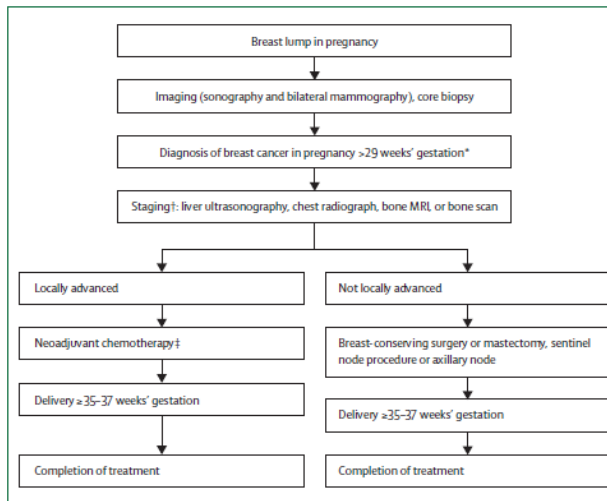 Breast lump in pregnancy
Imaging (sonography and bilateral mammography), core biopsy
Diagnosis of breast cancer in pregnancy >29 weeks' gestation*
Staging†: liver ultrasonography, chest radiograph, bone MRI, or bone scan
Locally advanced
Not locally advanced
Neoadjuvant chemotherapy‡
Breast-conserving surgery or mastectomy, sentinel
node procedure or axillary node
Delivery ≥35–37 weeks' gestation
Delivery ≥35–37 weeks' gestation
Completion of treatment
Completion of treatment